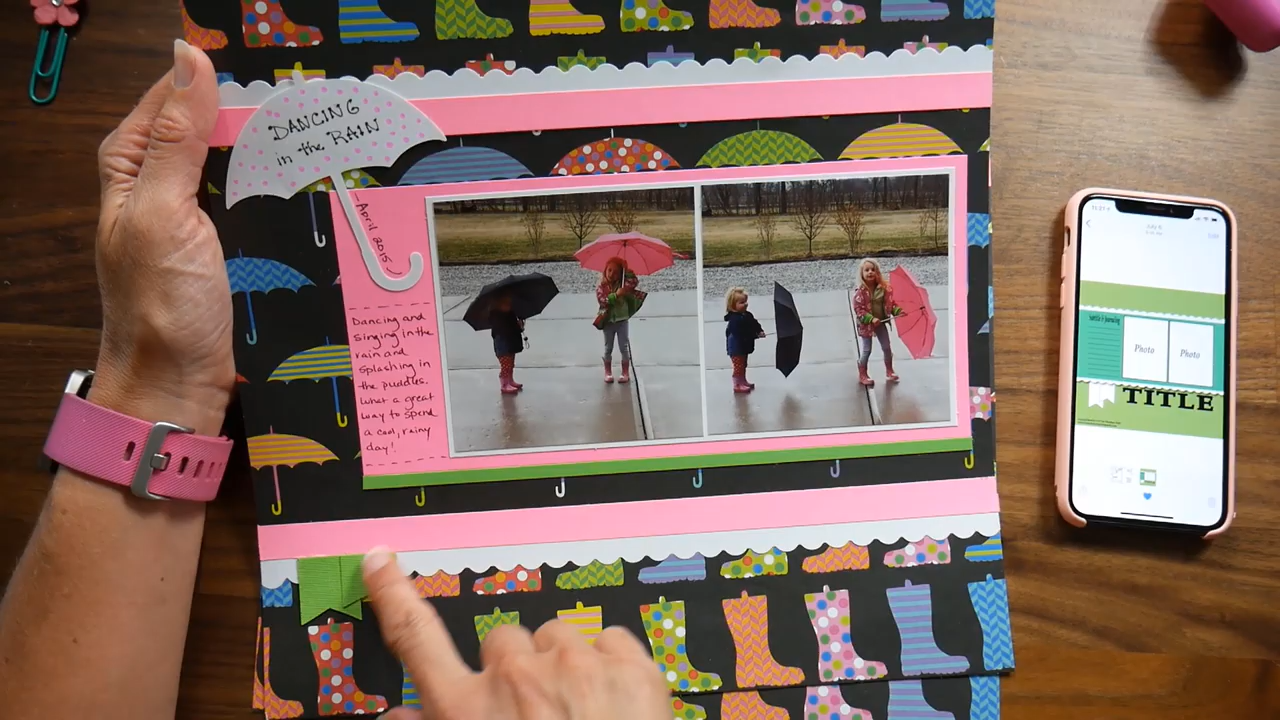 DANCING
in the RAIN
-April 2015-
Dancing and
singing in the
rain and
splashing in
the puddles.
What a great
way to spend
a cool, rainy
day!
Photo
Photo
TITLE